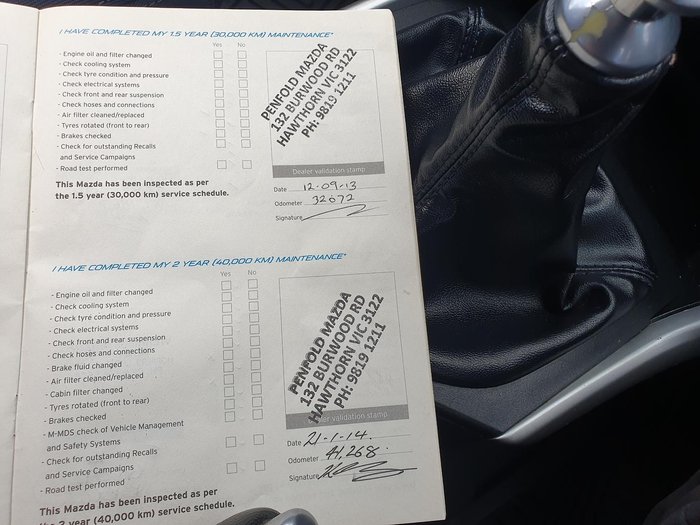 I HAVE COMPLETED MY 1.5 YEAR (30,000 KM) MAINTENANCE*
Yes No
- Engine oil and filter changed
- Check cooling system
- Check tyre condition and pressure
- Check electrical systems
- Check front and rear suspension
- Check hoses and connections
- Air filter cleaned/replaced
- Tyres rotated (front to rear)
- Brakes checked
- Check for outstanding Recalls
and Service Campaigns
- Road test performed
This Mazda has been inspected as per
the 1.5 year (30,000 km) service schedule.
PENFOLD MAZDA
132 BURWOOD RD
HAWTHORN VIC 3122
PH: 9819 1211
Dealer validation stamp
Date 12-09-13
Odometer 32672
Signature
I HAVE COMPLETED MY 2 YEAR (40,000 KM) MAINTENANCE*
Yes No
- Engine oil and filter changed
- Check cooling system
- Check tyre condition and pressure
- Check electrical systems
- Check front and rear suspension
- Check hoses and connections
- Brake fluid changed
- Air filter cleaned/replaced
- Cabin filter changed
- Tyres rotated (front to rear)
- Brakes checked
- M-MDS check of Vehicle Management
and Safety Systems
- Check for outstanding Recalls
and Service Campaigns
- Road test performed
This Mazda has been inspected as per
the 2 year (40,000 km) service schedule.
PENFOLD MAZDA
132 BURWOOD RD
HAWTHORN VIC 3122
PH: 9819 1211
Dealer validation stamp
Date 21-1-14.
Odometer 41,268.
Signature